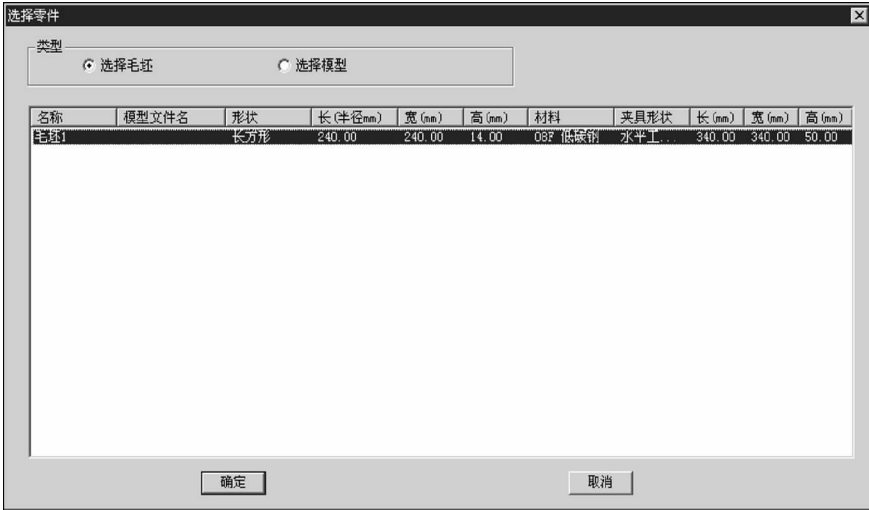 选择零件
类型
选择毛坯 选择模型
名称 模型文件名 形状 长(半径mm) 宽(mm) 高(mm) 材料 夹具形状 长(mm) 宽(mm) 高(mm)
毛坯1 长方形 240.00 240.00 14.00 08F 低碳钢 水平工... 340.00 340.00 50.00
确定 取消